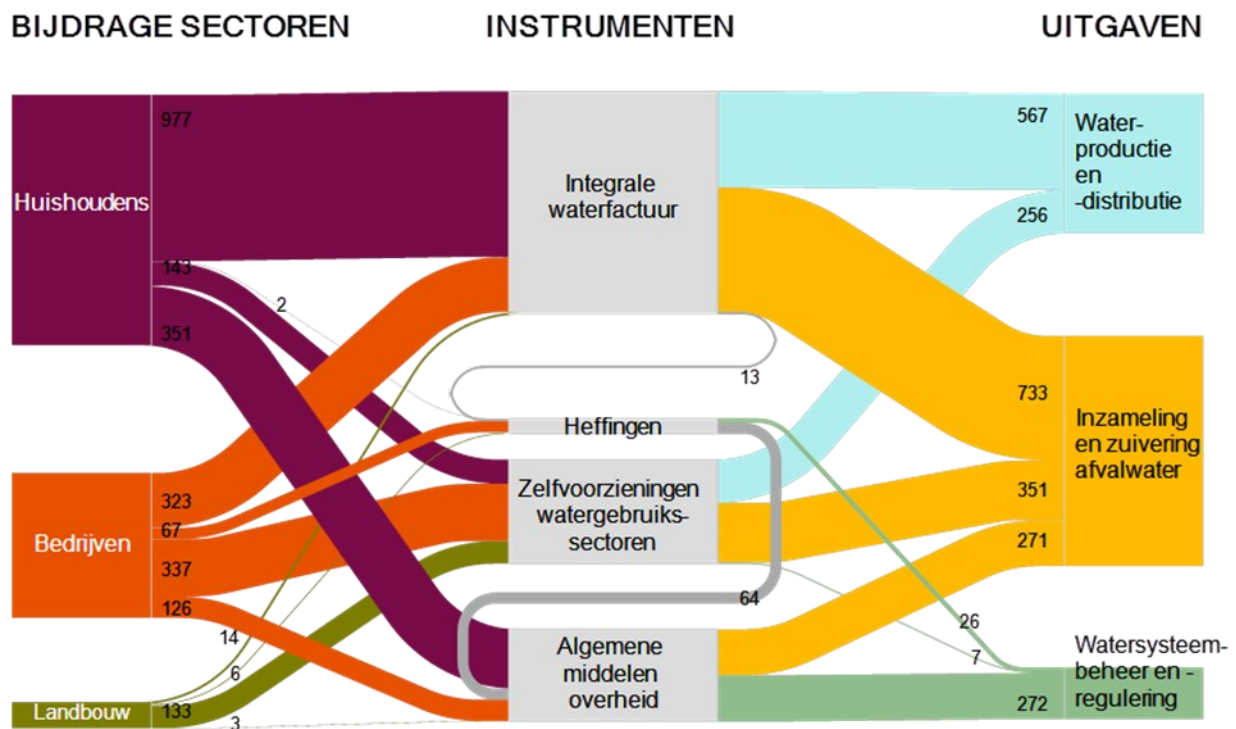 BIJDRAGE SECTOREN
INSTRUMENTEN
UITGAVEN
Huishoudens
977
143
351
2
Bedrijven
323
67
337
126
Landbouw
14
6
133
3
Integrale
waterfactuur
13
Heffingen
Zelfvoorzieningen
watergebruiks-
sectoren
64
Algemene
middelen
overheid
567
256
Water-
productie
en
-distributie
733
351
271
Inzameling
en zuivering
afvalwater
26
7
272
Watersysteem-
beheer en -
regulering